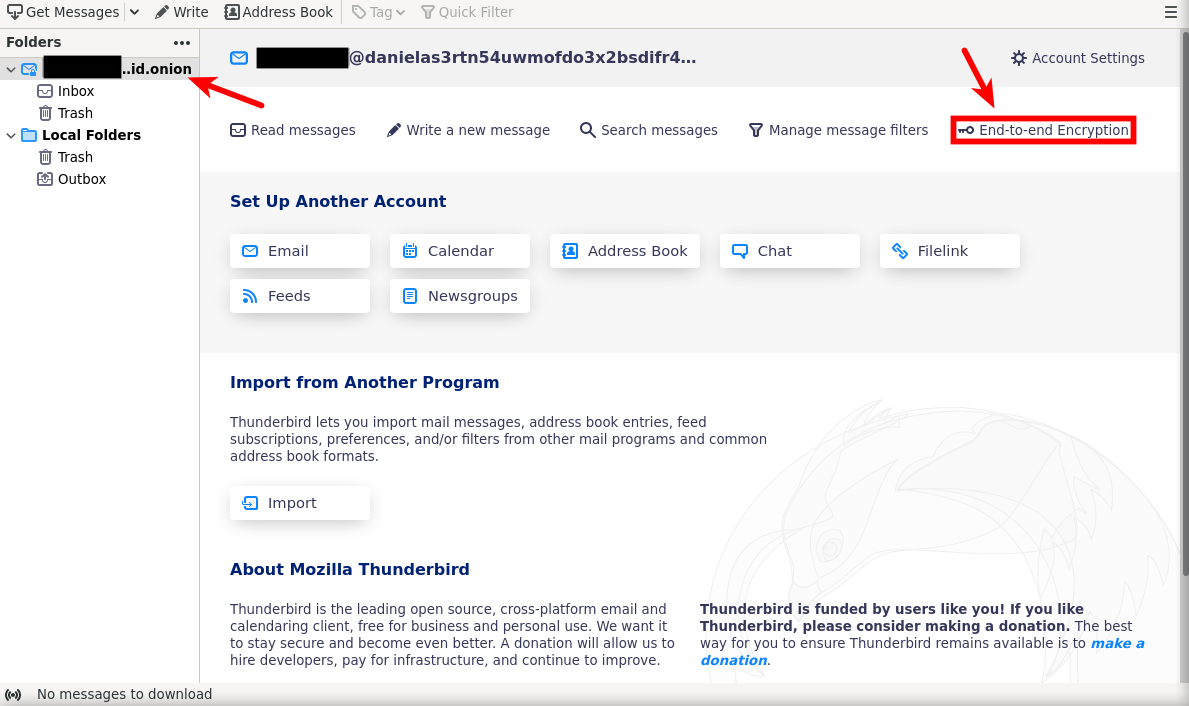 Get Messages Write Address Book Tag Quick Filter
Folders
..id.onion
Inbox
Trash
Local Folders
Trash
Outbox
@danielas3rtn54uwmofdo3x2bsdifr4... Account Settings
Read messages Write a new message Search messages Manage message filters End-to-end Encryption
Set Up Another Account
Email Calendar Address Book Chat Filelink
Feeds Newsgroups
Import from Another Program
Thunderbird lets you import mail messages, address book entries, feed
subscriptions, preferences, and/or filters from other mail programs and common
address book formats.
Import
About Mozilla Thunderbird
Thunderbird is the leading open source, cross-platform email and
calendaring client, free for business and personal use. We want it
to stay secure and become even better. A donation will allow us to
hire developers, pay for infrastructure, and continue to improve.
Thunderbird is funded by users like you! If you like
Thunderbird, please consider making a donation. The best
way for you to ensure Thunderbird remains available is to make a
donation.
No messages to download